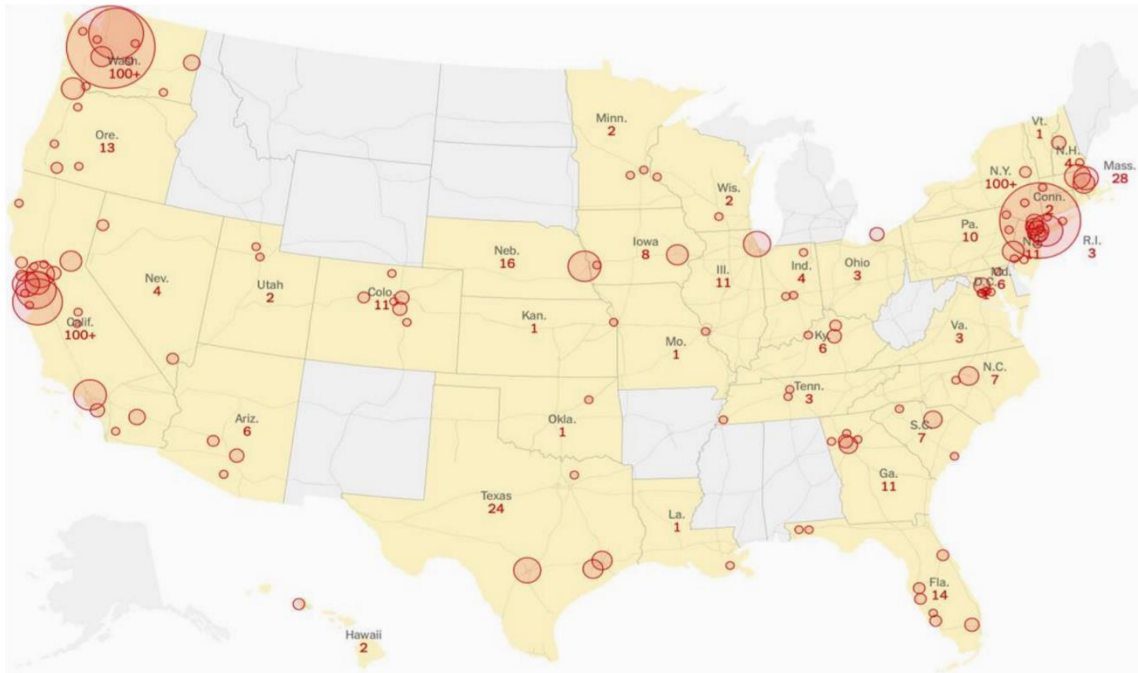 Wash.
100+
Ore.
13
Minn.
2
Vt.
1
N.H.
4
Mass.
28
N.Y.
100+
Conn.
2
R.I.
3
Wis.
2
Pa.
10
11
Neb.
16
Iowa
8
Ill.
11
Ind.
4
Ohio
3
Md.
6
D.C.
Nev.
4
Utah
2
Colo.
11
Calif.
100+
Kan.
1
Mo.
1
Ky.
6
Va.
3
N.C.
7
Tenn.
3
Ariz.
6
Okla.
1
S.C.
7
Texas
24
La.
1
Ga.
11
Fla.
14
Hawaii
2